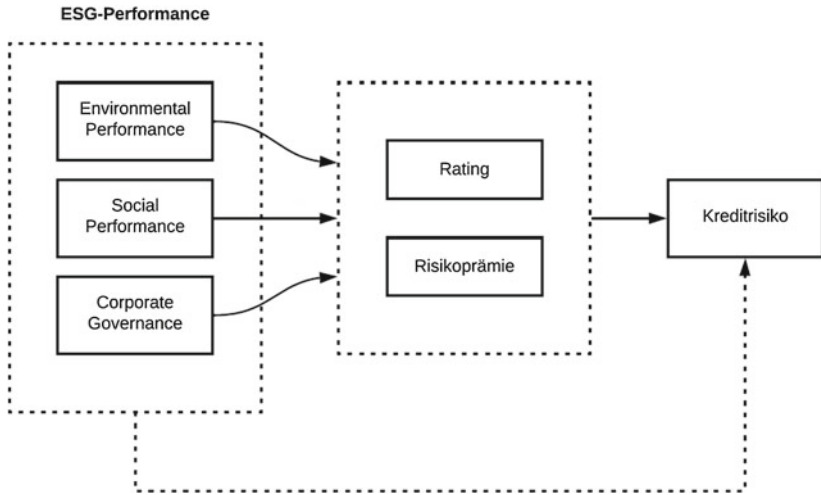 ESG-Performance
Environmental
Performance
Social
Performance
Corporate
Governance
Rating
Risikoprämie
Kreditrisiko